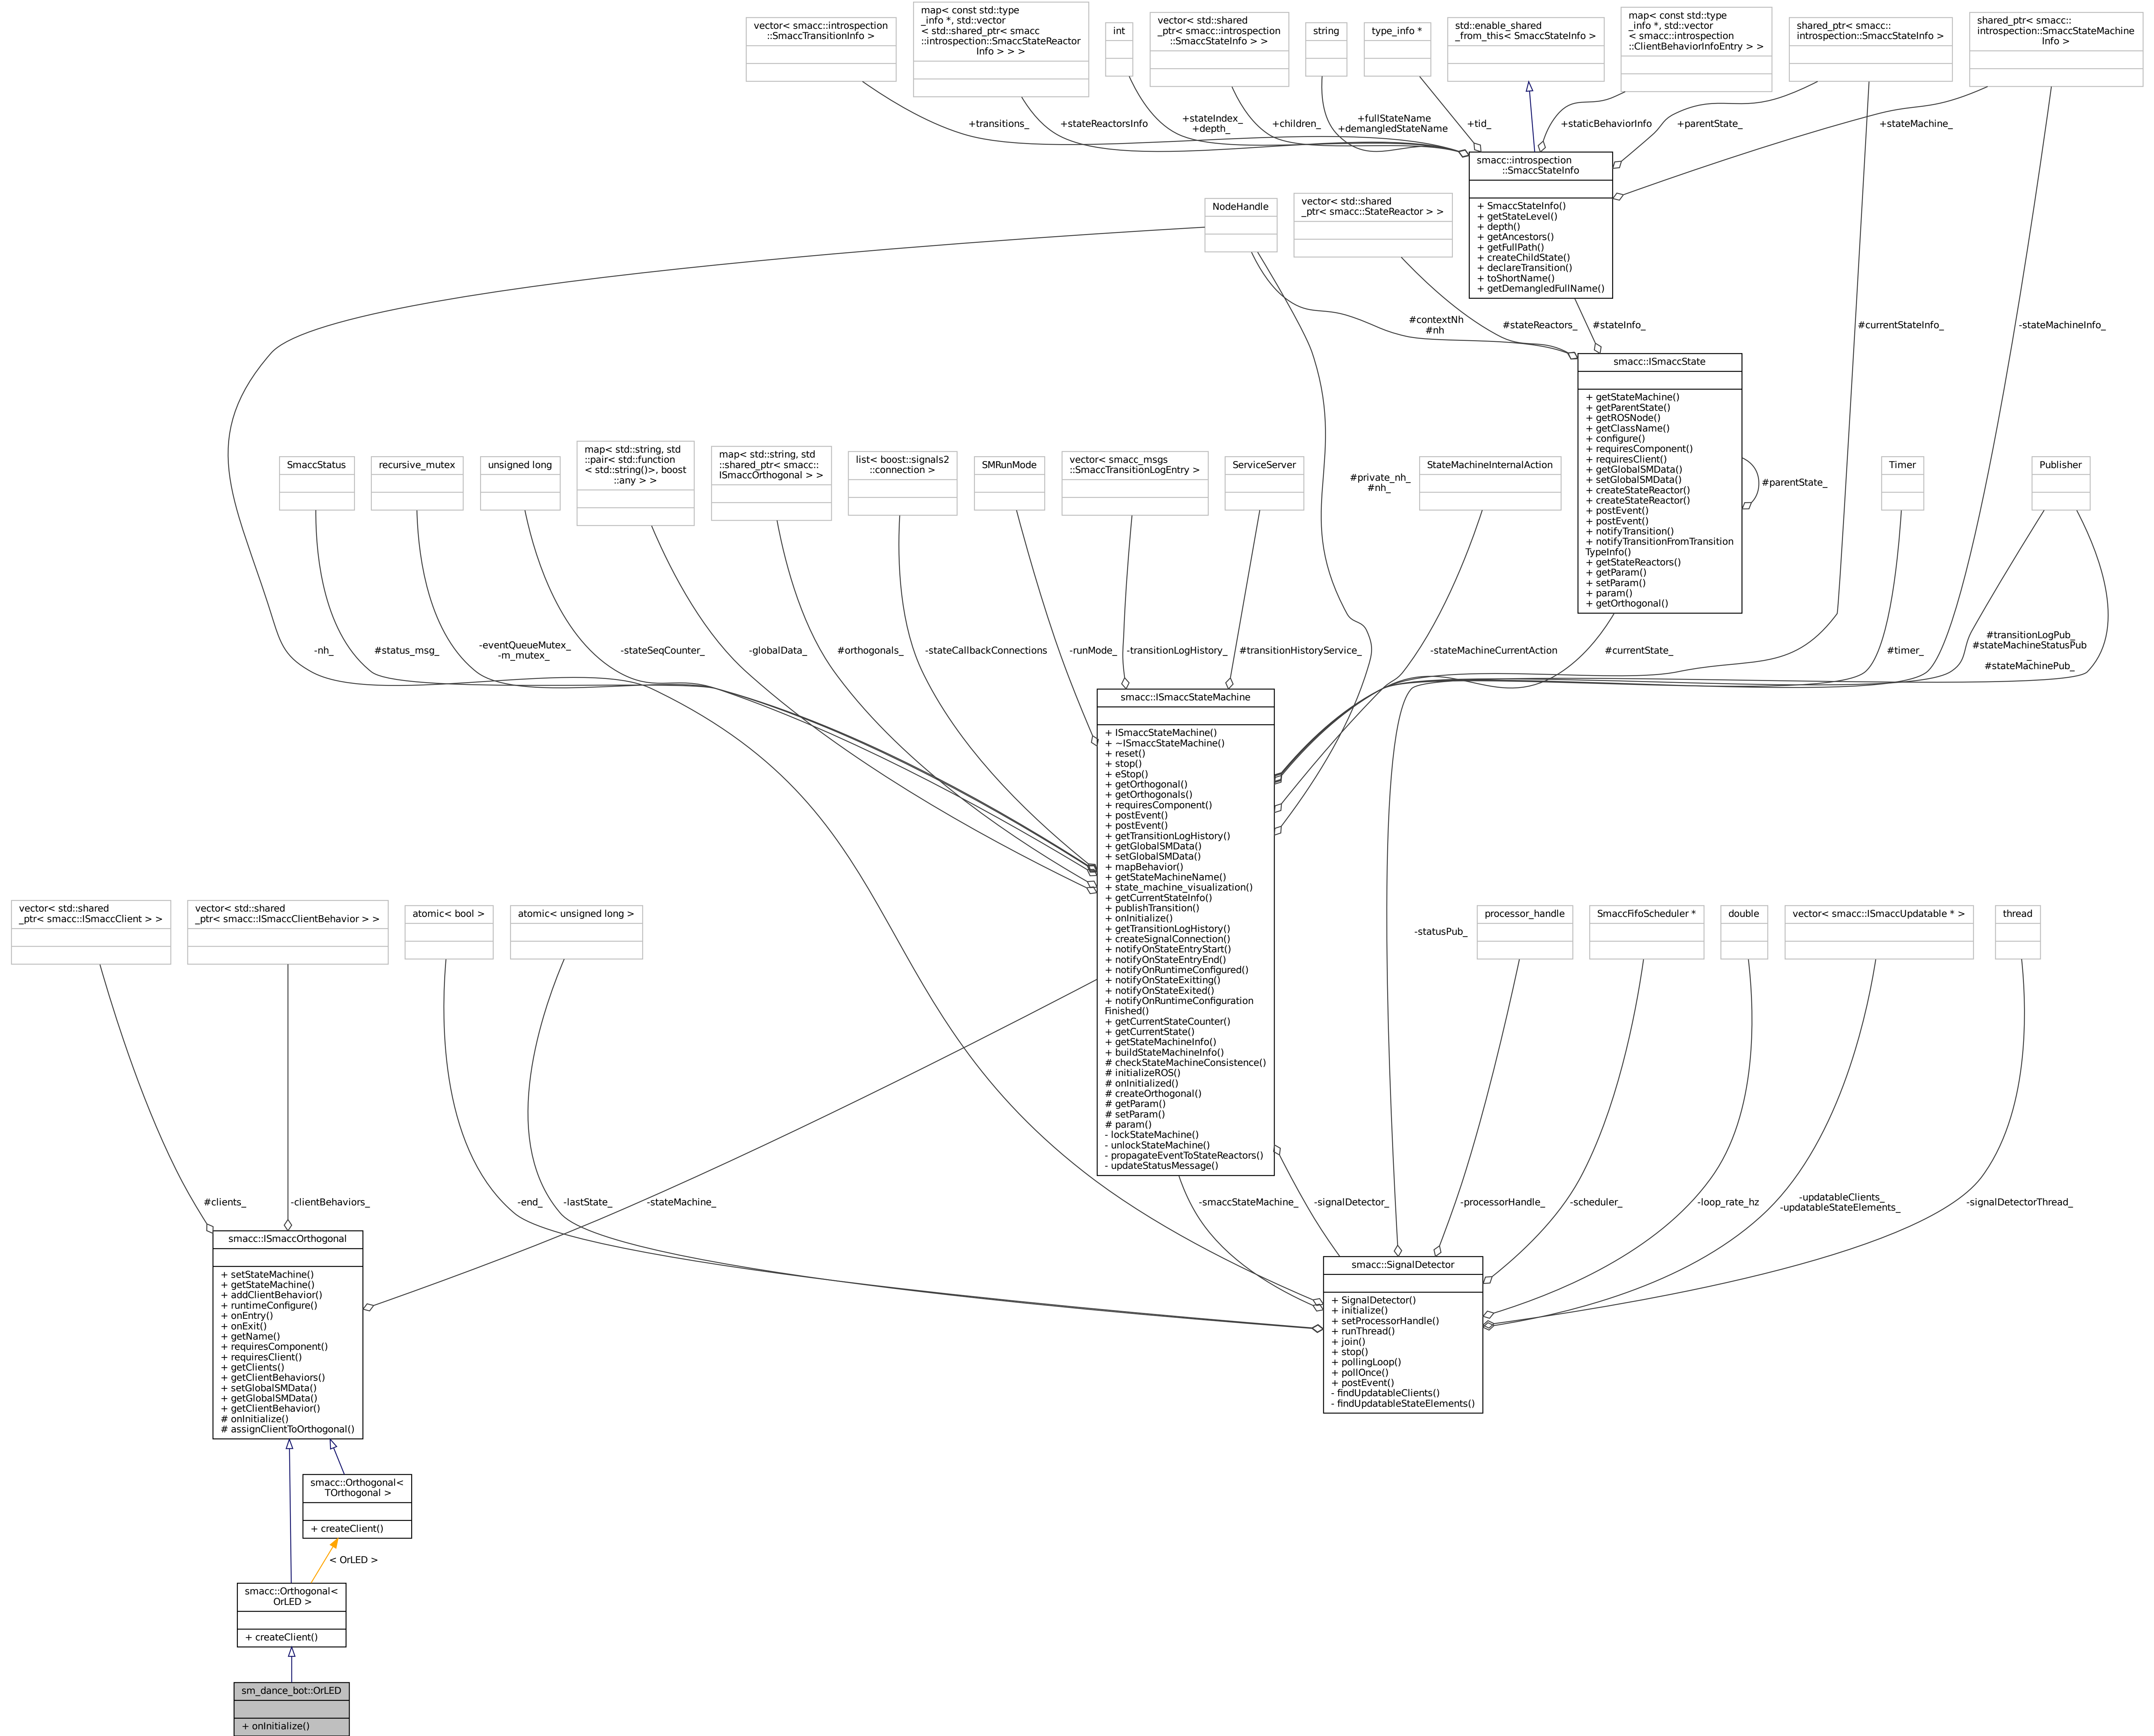 vector< smacc::introspection
::SmaccTransitionInfo >
map< const std::type
_info *, std::vector
< std::shared_ptr< smacc
::introspection::SmaccStateReactor
Info > > >
int
vector< std::shared
_ptr< smacc::introspection
::SmaccStateInfo > >
string
type_info *
std::enable_shared
_from_this< SmaccStateInfo >
map< const std::type
_info *, std::vector
< smacc::introspection
::ClientBehaviorInfoEntry > >
shared_ptr< smacc::
introspection::SmaccStateInfo >
shared_ptr< smacc::
introspection::SmaccStateMachine
Info >
+transitions_
+stateReactorsInfo
+stateIndex_
+depth_
+children_
+fullStateName
+demangledStateName
+tid_
+staticBehaviorInfo
+parentState_
+stateMachine_
smacc::introspection
::SmaccStateInfo
+ SmaccStateInfo()
+ getStateLevel()
+ depth()
+ getAncestors()
+ getFullPath()
+ createChildState()
+ declareTransition()
+ toShortName()
+ getDemangledFullName()
NodeHandle
vector< std::shared
_ptr< smacc::StateReactor > >
#contextNh
#nh
#stateReactors_
#stateInfo_
#currentStateInfo_
-stateMachineInfo_
smacc::ISmaccState
+ getStateMachine()
+ getParentState()
+ getROSNode()
+ getClassName()
+ configure()
+ requiresComponent()
+ requiresClient()
+ getGlobalSMData()
+ setGlobalSMData()
+ createStateReactor()
+ createStateReactor()
+ postEvent()
+ postEvent()
+ notifyTransition()
+ notifyTransitionFromTransition
TypeInfo()
+ getStateReactors()
+ getParam()
+ setParam()
+ param()
+ getOrthogonal()
#parentState_
SmaccStatus
recursive_mutex
unsigned long
map< std::string, std
::pair< std::function
< std::string()>, boost
::any > >
map< std::string, std
::shared_ptr< smacc::
ISmaccOrthogonal > >
list< boost::signals2
::connection >
SMRunMode
vector< smacc_msgs
::SmaccTransitionLogEntry >
ServiceServer
#private_nh_
#nh_
StateMachineInternalAction
Timer
Publisher
-nh_
#status_msg_
-eventQueueMutex_
-m_mutex_
-stateSeqCounter_
-globalData_
#orthogonals_
-stateCallbackConnections
-runMode_
-transitionLogHistory_
#transitionHistoryService_
-stateMachineCurrentAction
#currentState_
#timer_
#transitionLogPub_
#stateMachineStatusPub
_
#stateMachinePub_
smacc::ISmaccStateMachine
+ ISmaccStateMachine()
+ ~ISmaccStateMachine()
+ reset()
+ stop()
+ eStop()
+ getOrthogonal()
+ getOrthogonals()
+ requiresComponent()
+ postEvent()
+ postEvent()
+ getTransitionLogHistory()
+ getGlobalSMData()
+ setGlobalSMData()
+ mapBehavior()
+ getStateMachineName()
+ state_machine_visualization()
+ getCurrentStateInfo()
+ publishTransition()
+ onInitialize()
+ getTransitionLogHistory()
+ createSignalConnection()
+ notifyOnStateEntryStart()
+ notifyOnStateEntryEnd()
+ notifyOnRuntimeConfigured()
+ notifyOnStateExitting()
+ notifyOnStateExited()
+ notifyOnRuntimeConfiguration
Finished()
+ getCurrentStateCounter()
+ getCurrentState()
+ getStateMachineInfo()
+ buildStateMachineInfo()
# checkStateMachineConsistence()
# initializeROS()
# onInitialized()
# createOrthogonal()
# getParam()
# setParam()
# param()
- lockStateMachine()
- unlockStateMachine()
- propagateEventToStateReactors()
- updateStatusMessage()
vector< std::shared
_ptr< smacc::ISmaccClient > >
vector< std::shared
_ptr< smacc::ISmaccClientBehavior > >
atomic< bool >
atomic< unsigned long >
-statusPub_
processor_handle
SmaccFifoScheduler *
double
vector< smacc::ISmaccUpdatable * >
thread
#clients_
-clientBehaviors_
-end_
-lastState_
-stateMachine_
-smaccStateMachine_
-signalDetector_
-processorHandle_
-scheduler_
-loop_rate_hz
-updatableClients_
-updatableStateElements_
-signalDetectorThread_
smacc::ISmaccOrthogonal
+ setStateMachine()
+ getStateMachine()
+ addClientBehavior()
+ runtimeConfigure()
+ onEntry()
+ onExit()
+ getName()
+ requiresComponent()
+ requiresClient()
+ getClients()
+ getClientBehaviors()
+ setGlobalSMData()
+ getGlobalSMData()
+ getClientBehavior()
# onInitialize()
# assignClientToOrthogonal()
smacc::SignalDetector
+ SignalDetector()
+ initialize()
+ setProcessorHandle()
+ runThread()
+ join()
+ stop()
+ pollingLoop()
+ pollOnce()
+ postEvent()
- findUpdatableClients()
- findUpdatableStateElements()
smacc::Orthogonal<
TOrthogonal >
+ createClient()
< OrLED >
smacc::Orthogonal<
OrLED >
+ createClient()
sm_dance_bot::OrLED
+ onInitialize()